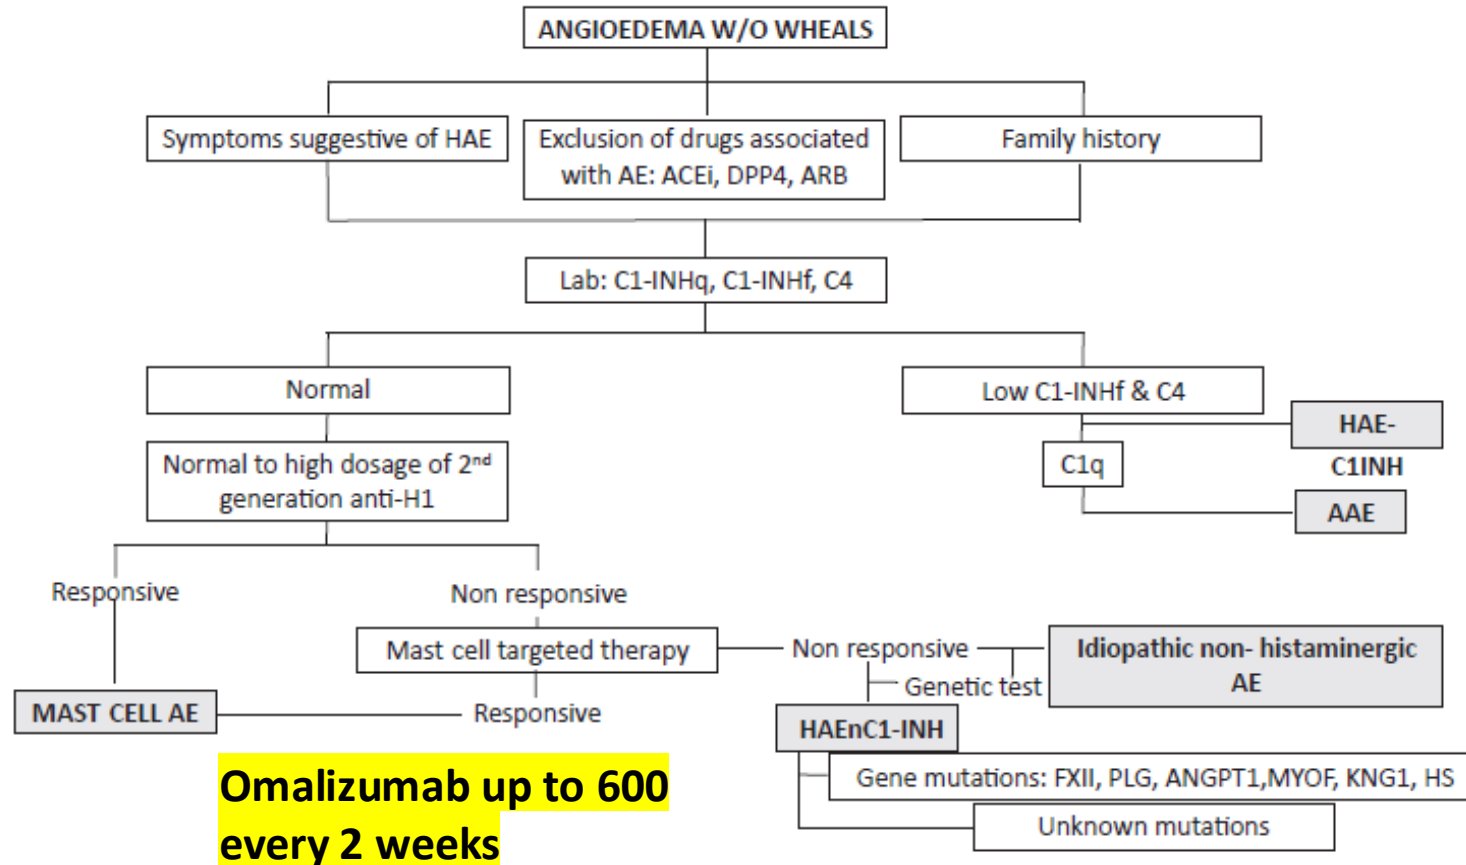 ANGIOEDEMA W/O WHEALS
Symptoms suggestive of HAE
Exclusion of drugs associated
with AE: ACEi, DPP4, ARB
Family history
Lab: C1-INHq, C1-INHf, C4
Normal
Low C1-INHf & C4
Normal to high dosage of 2nd
generation anti-H1
C1q
HAE-
C1INH
AAE
Responsive
Non responsive
Mast cell targeted therapy
Non responsive
Genetic test
Idiopathic non- histaminergic
AE
MAST CELL AE
Responsive
HAEnC1-INH
Gene mutations: FXII, PLG, ANGPT1,MYOF, KNG1, HS
Unknown mutations
Omalizumab up to 600
every 2 weeks